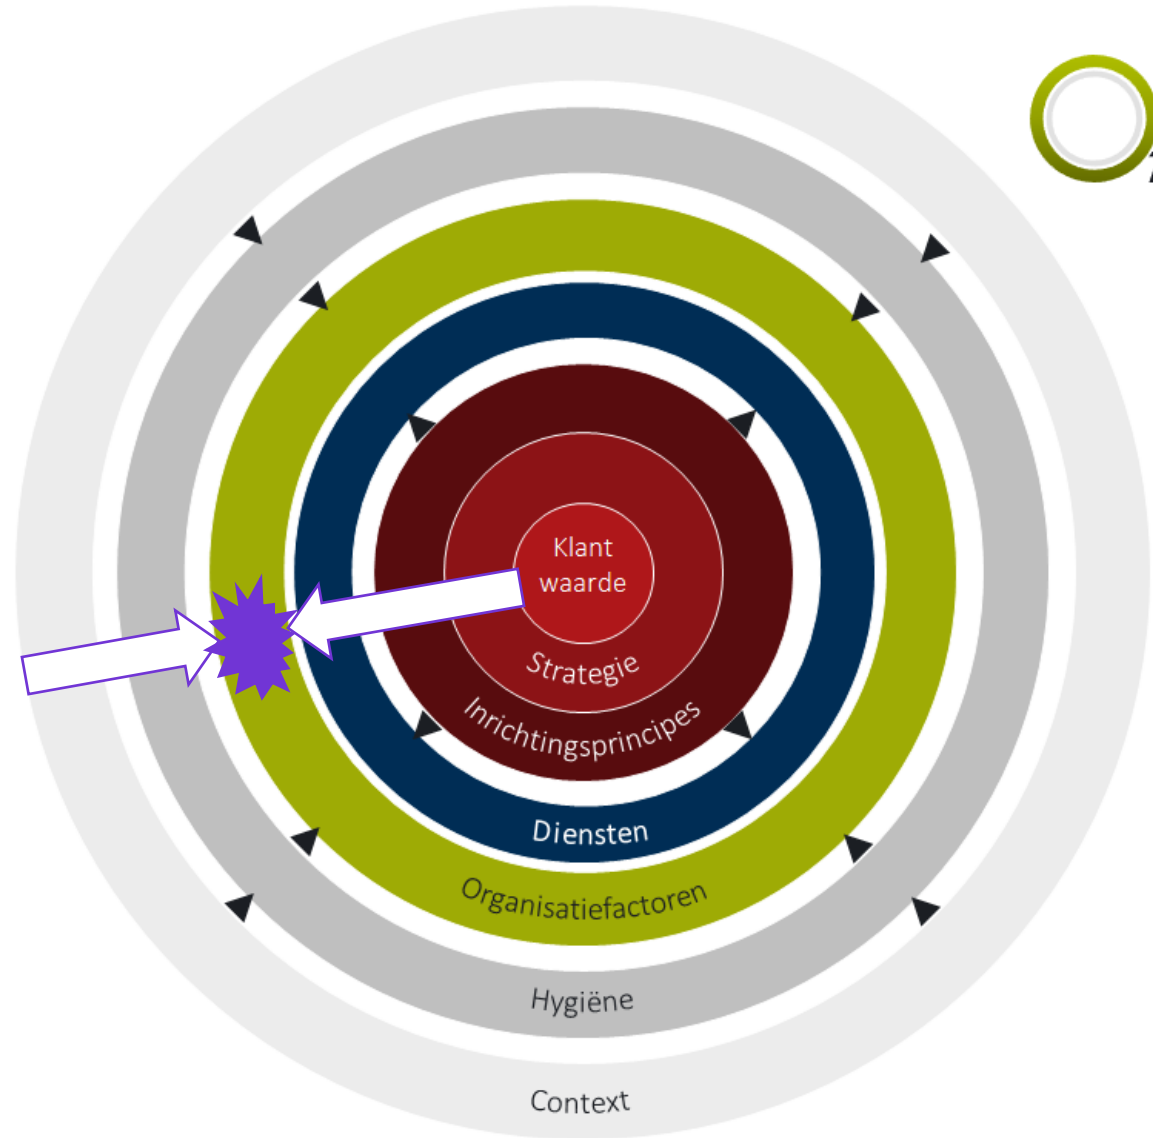 Klant
waarde
Strategie
Inrichtingsprincipes
Diensten
Organisatiefactoren
Hygiëne
Context